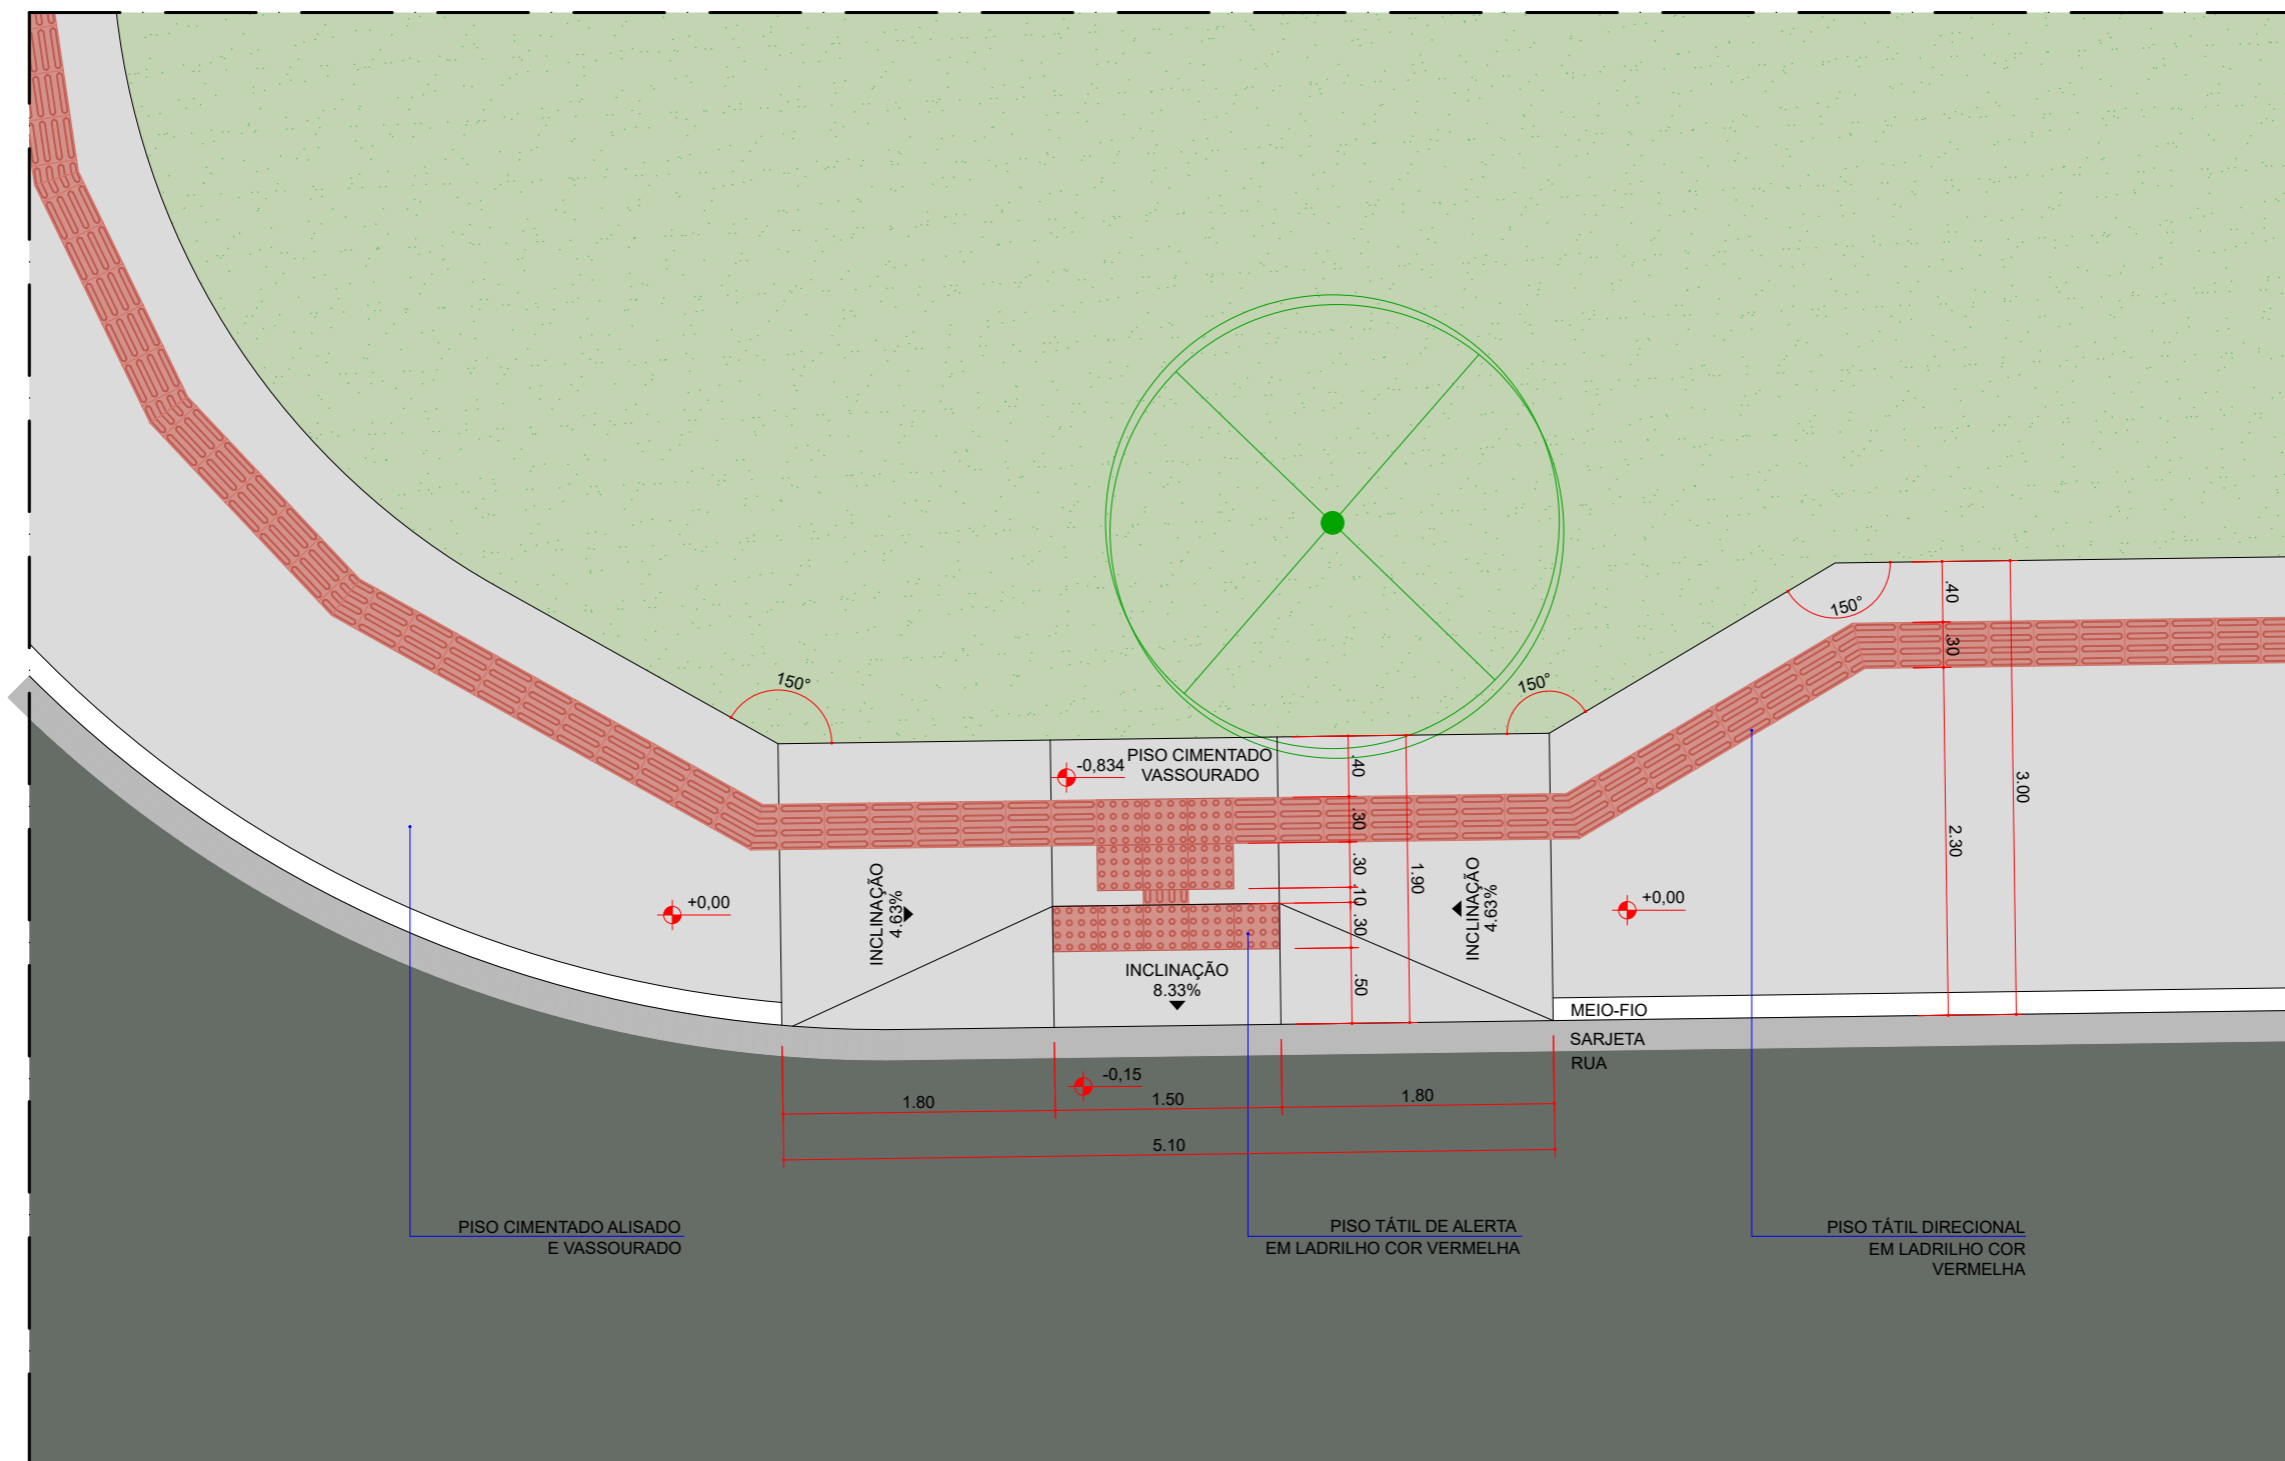 .40
150°
.30
3.00
2.30
150°
150°
-0,834
PISO CIMENTADO
VASSOURADO
.40
.30
.30
.10
.30
.50
1.90
INCLINAÇÃO
4.63%
INCLINAÇÃO
4.63%
+0,00
+0,00
INCLINAÇÃO
8.33%
MEIO-FIO
SARJETA
RUA
-0,15
1.80
1.50
1.80
5.10
PISO CIMENTADO ALISADO
E VASSOURADO
PISO TÁTIL DE ALERTA
EM LADRILHO COR VERMELHA
PISO TÁTIL DIRECIONAL
EM LADRILHO COR
VERMELHA